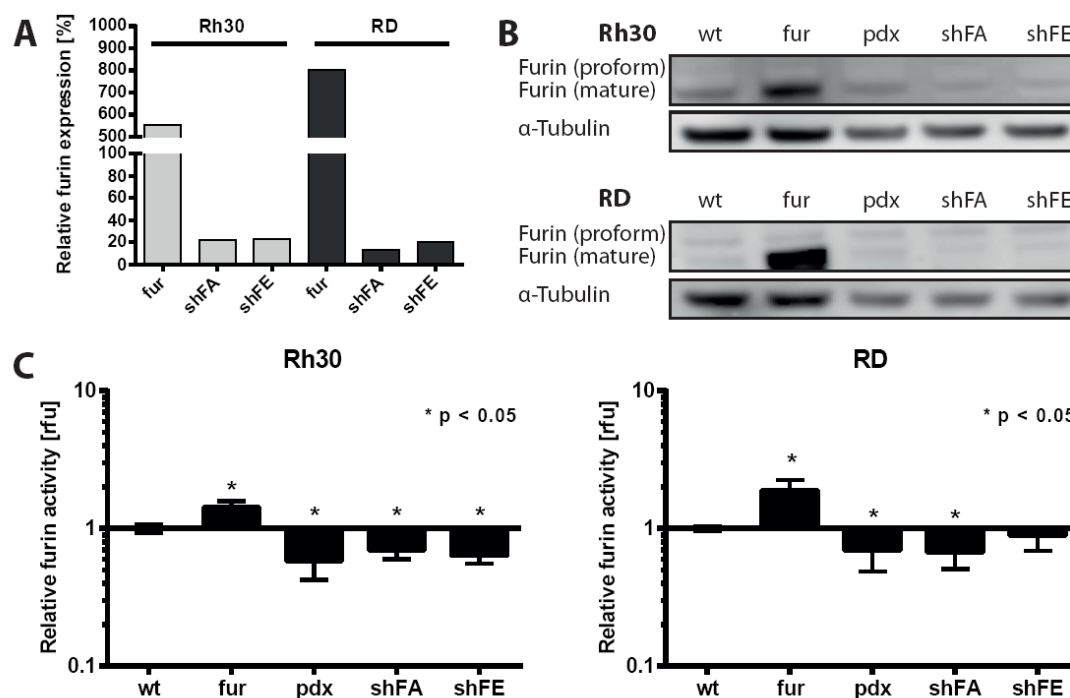 A
Relative furin expression [%]
Rh30 RD
1000
900
800
700
600
500
100
80
60
40
20
0
fur shFA shFE fur shFA shFE
B
Rh30 wt fur pdx shFA shFE
Furin (proform)
Furin (mature)
α-Tubulin
RD wt fur pdx shFA shFE
Furin (proform)
Furin (mature)
α-Tubulin
C
Rh30
Relative furin activity [rfu]
10
1
0.1
* p < 0.05
* * * *
wt fur pdx shFA shFE
RD
Relative furin activity [rfu]
10
1
0.1
* p < 0.05
* * *
wt fur pdx shFA shFE